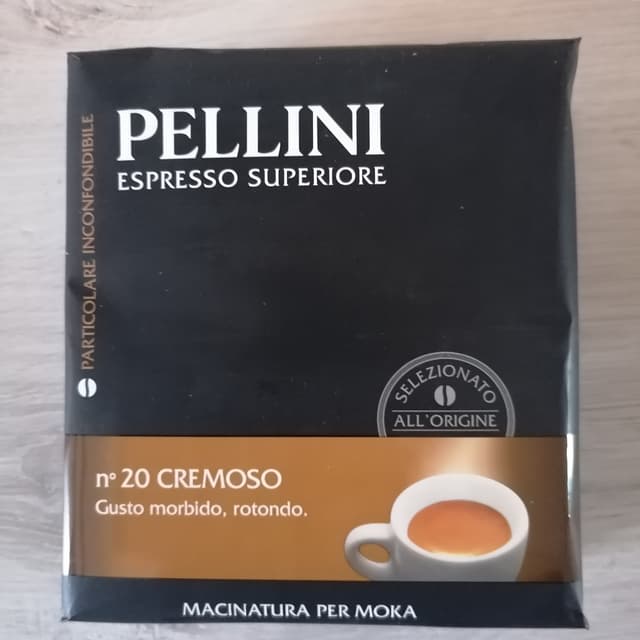 PELLINI
ESPRESSO SUPERIORE
PARTICOLARE INCONFONDIBILE
SELEZIONATO
ALL'ORIGINE
n° 20 CREMOSO
Gusto morbido, rotondo.
MACINATURA PER MOKA